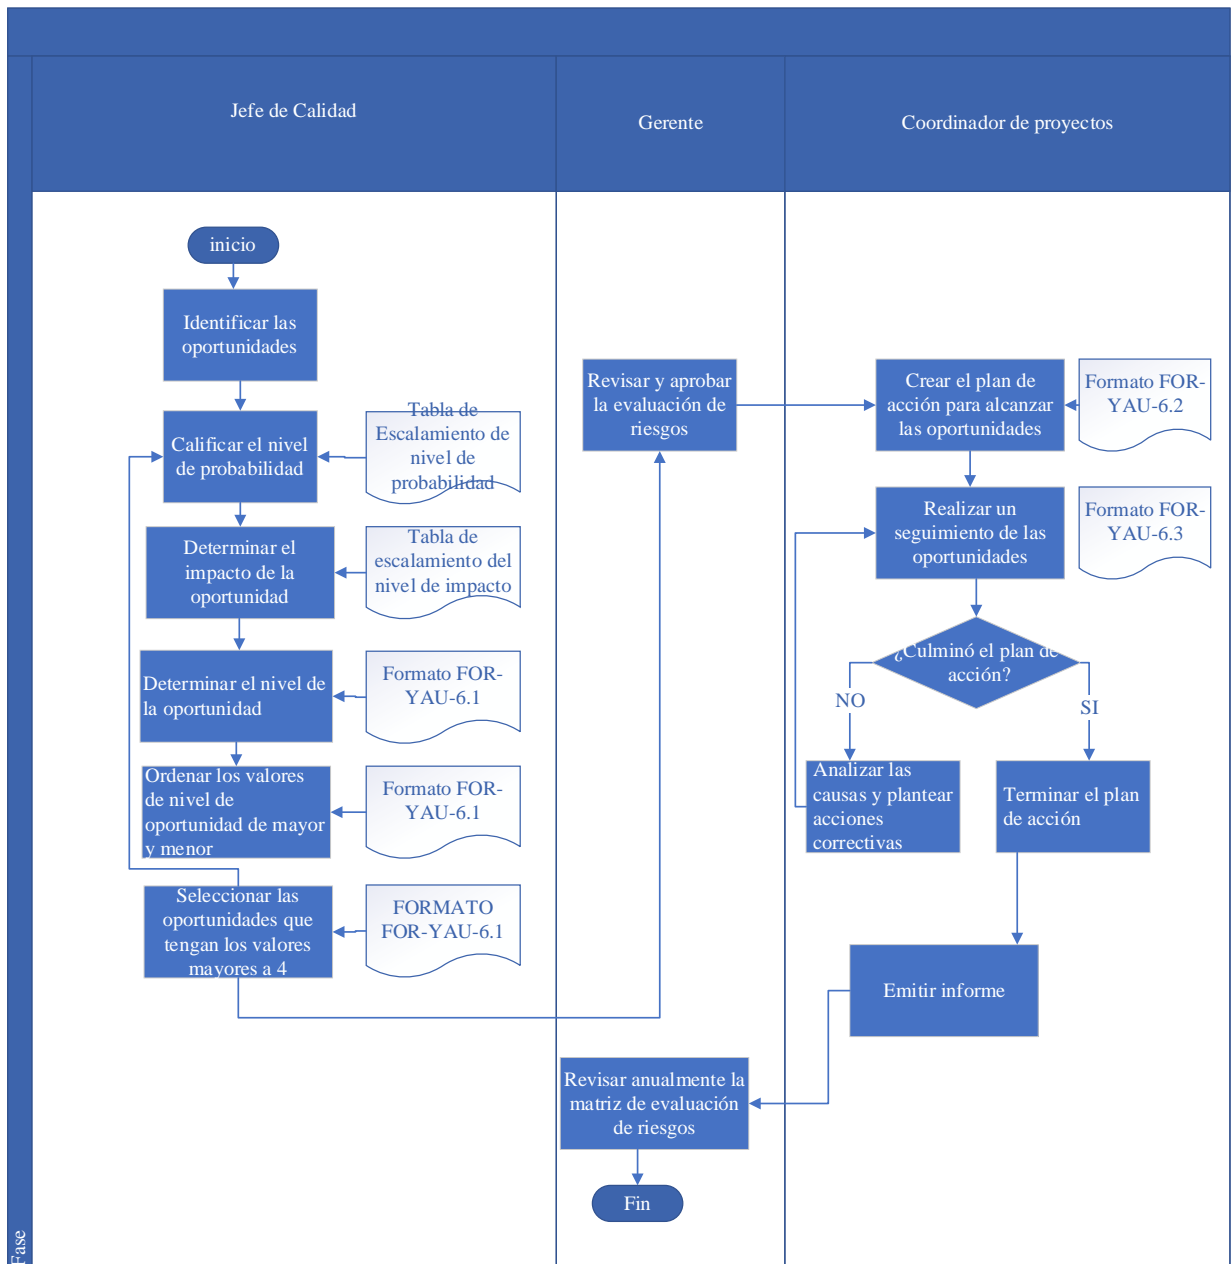 Jefe de Calidad
Gerente
Coordinador de proyectos
inicio
Identificar las
oportunidades
Calificar el nivel
de probabilidad
Tabla de
Escalamiento de
nivel de
probabilidad
Determinar el
impacto de la
oportunidad
Tabla de
escalamiento del
nivel de impacto
Determinar el nivel de
la oportunidad
Formato FOR-
YAU-6.1
Ordenar los valores
de nivel de
oportunidad de mayor
y menor
Formato FOR-
YAU-6.1
Seleccionar las
oportunidades que
tengan los valores
mayores a 4
FORMATO
FOR-YAU-6.1
Revisar y aprobar
la evaluación de
riesgos
Crear el plan de
acción para alcanzar
las oportunidades
Formato FOR-
YAU-6.2
Realizar un
seguimiento de las
oportunidades
Formato FOR-
YAU-6.3
¿Culminó el plan de
acción?
NO
SI
Analizar las
causas y plantear
acciones
correctivas
Terminar el plan
de acción
Emitir informe
Revisar anualmente la
matriz de evaluación
de riesgos
Fin
Fase